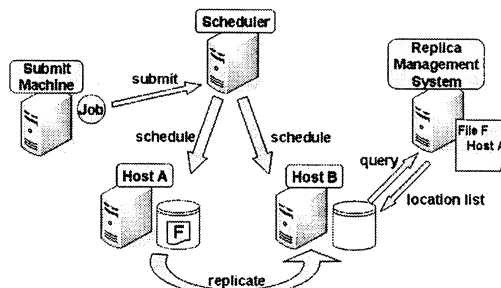 Scheduler
Submit
Machine
Job
submit
Replica
Management
System
schedule
schedule
File F
Host A
query
location list
Host A
F
Host B
replicate